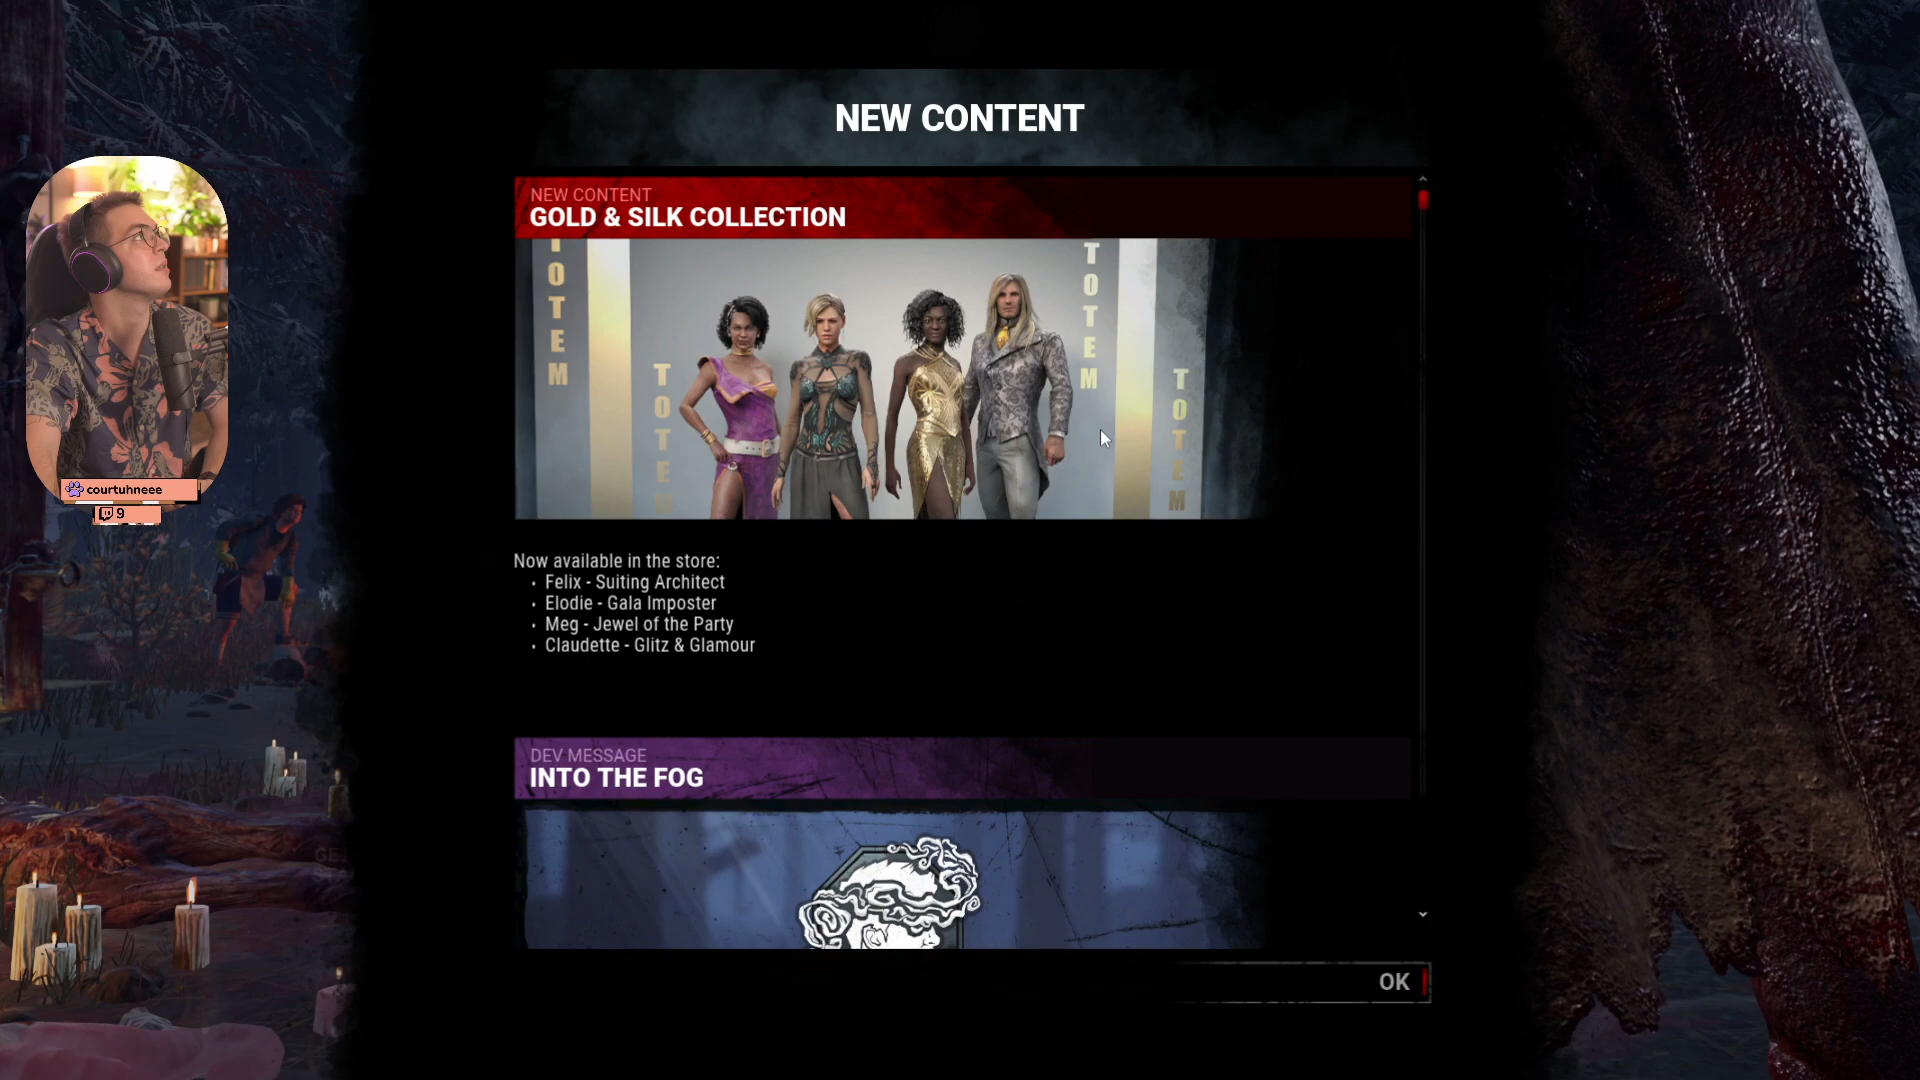 NEW CONTENT
NEW CONTENT
GOLD & SILK COLLECTION
TOTEM
TOTEM
TOTEM
TOTEM
courtuhneee
9
Now available in the store:
• Felix - Suiting Architect
• Elodie - Gala Imposter
• Meg - Jewel of the Party
• Claudette - Glitz & Glamour
DEV MESSAGE
INTO THE FOG
OK